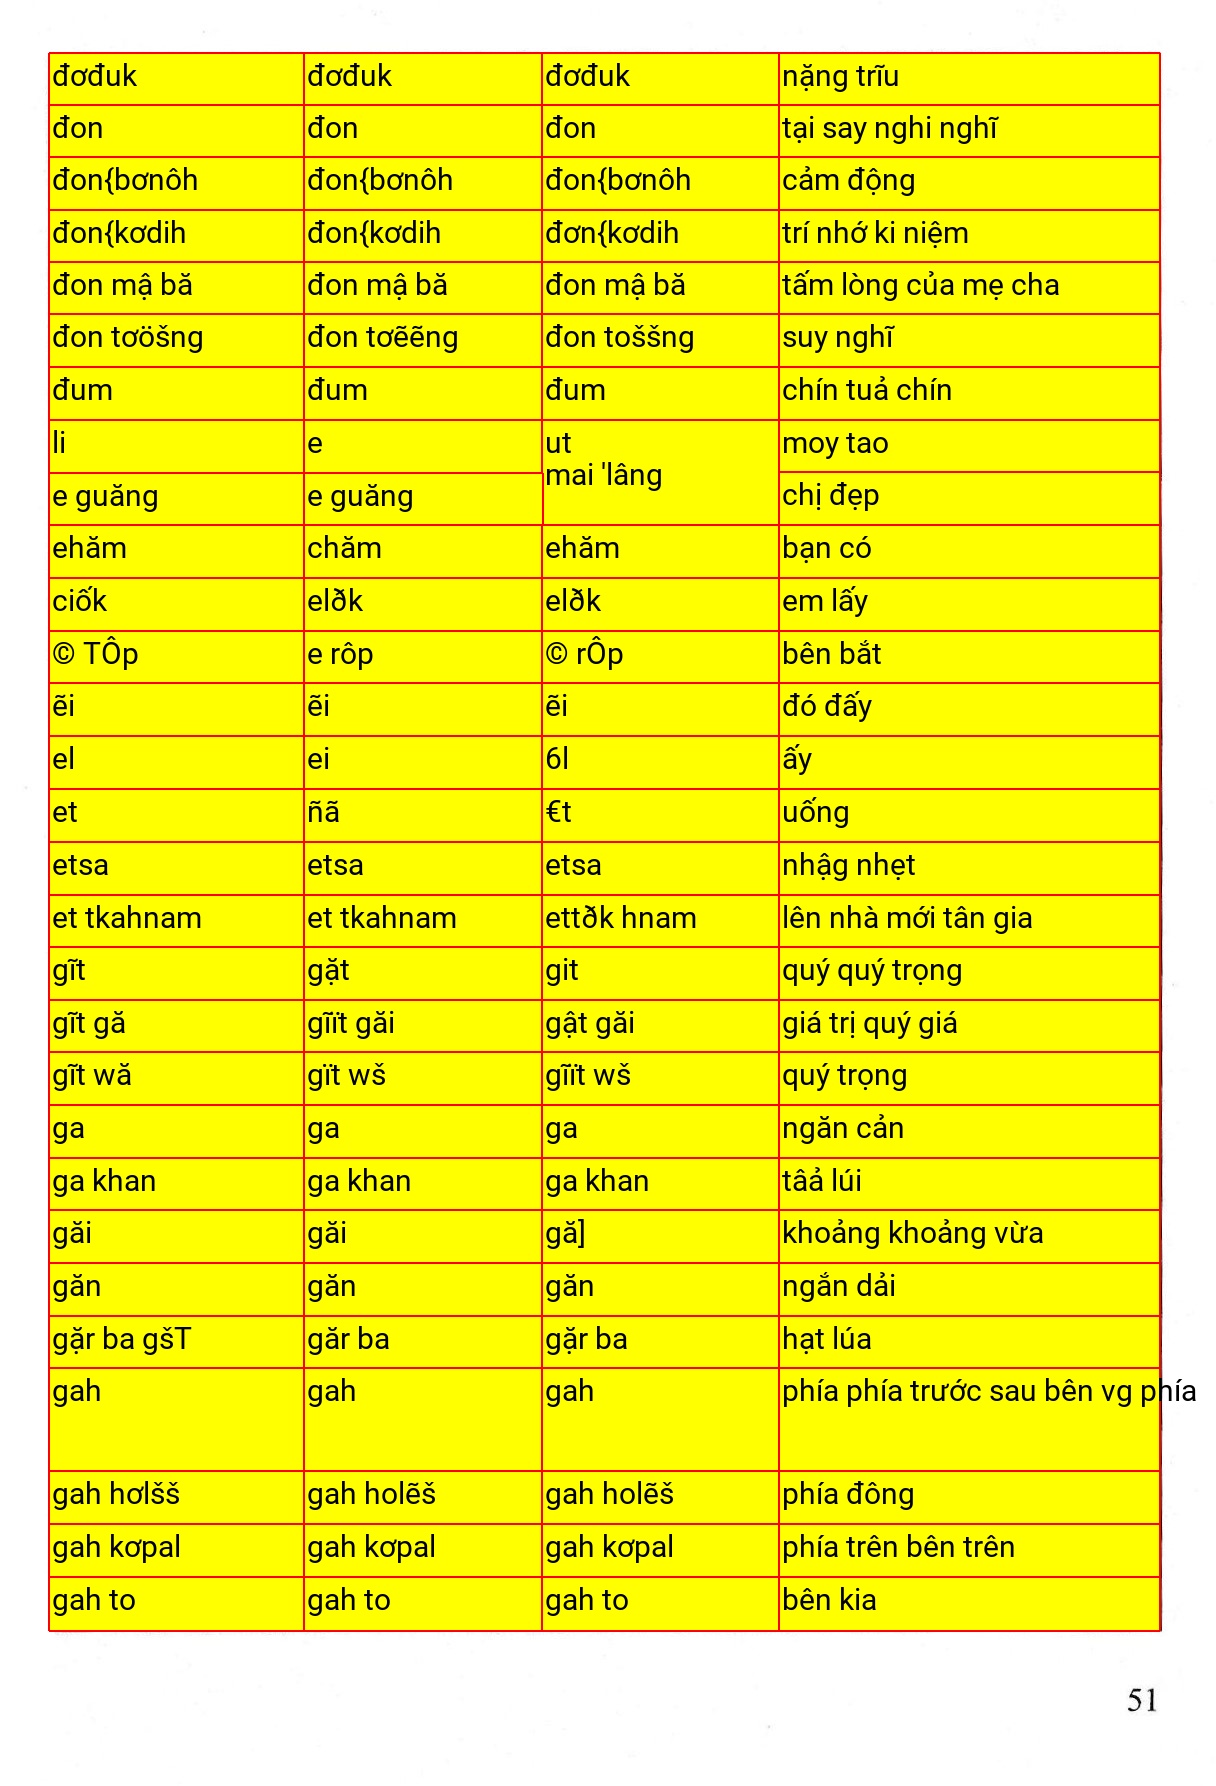 đơđuk đơđuk đơđuk nặng trĩu
đon đon đon tại say nghi nghĩ
đon{bơnôh đon{bơnôh đon{bơnôh cảm động
đon{kơdih đon{kơdih đơn{kơdih trí nhớ ki niệm
đon mậ bă đon mậ bă đon mậ bă tấm lòng của mẹ cha
đon tơöšng đon tơẽẽng đon toššng suy nghĩ
đum đum đum chín tuả chín
li e ut moy tao
mai 'lâng
e guăng e guăng chị đẹp
ehăm chăm ehăm bạn có
ciốk elðk elðk em lấy
© TÔp e rôp © rÔp bên bắt
ẽi ẽi ẽi đó đấy
el ei 6l ấy
et ñã €t uống
etsa etsa etsa nhậg nhẹt
et tkahnam et tkahnam ettðk hnam lên nhà mới tân gia
gĩt gặt git quý quý trọng
gĩt gă gĩït găi gật găi giá trị quý giá
gĩt wă gït wš gĩït wš quý trọng
ga ga ga ngăn cản
ga khan ga khan ga khan tâả lúi
găi găi gă] khoảng khoảng vừa
găn găn găn ngắn dải
gặr ba gšT găr ba gặr ba hạt lúa
gah gah gah phía phía trước sau bên vg phía
gah hơlšš gah holẽš gah holẽš phía đông
gah kơpal gah kơpal gah kơpal phía trên bên trên
gah to gah to gah to bên kia
51